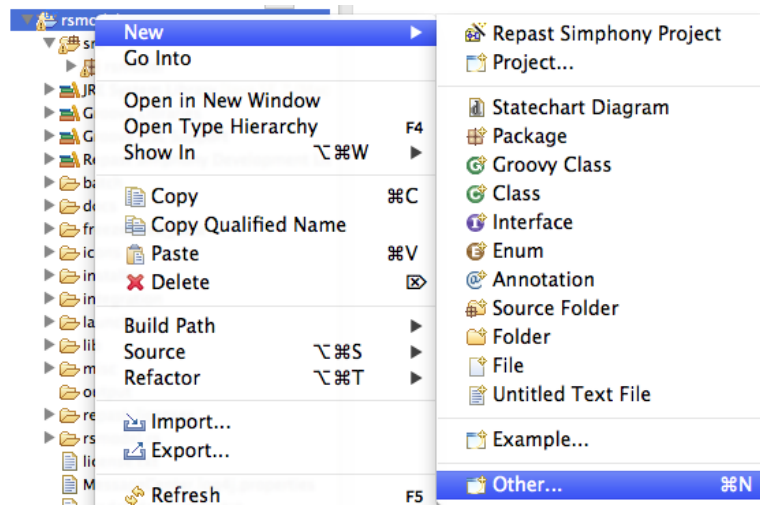 rsmo
New
Go Into
Open in New Window
Open Type Hierarchy F4
Show In ⌥⌘W
Copy ⌘C
Copy Qualified Name
Paste ⌘V
Delete ⌦
Build Path
Source ⌥⌘S
Refactor ⌥⌘T
Import...
Export...
Refresh F5
Repast Simphony Project
Project...
Statechart Diagram
Package
Groovy Class
Class
Interface
Enum
Annotation
Source Folder
Folder
File
Untitled Text File
Example...
Other... ⌘N